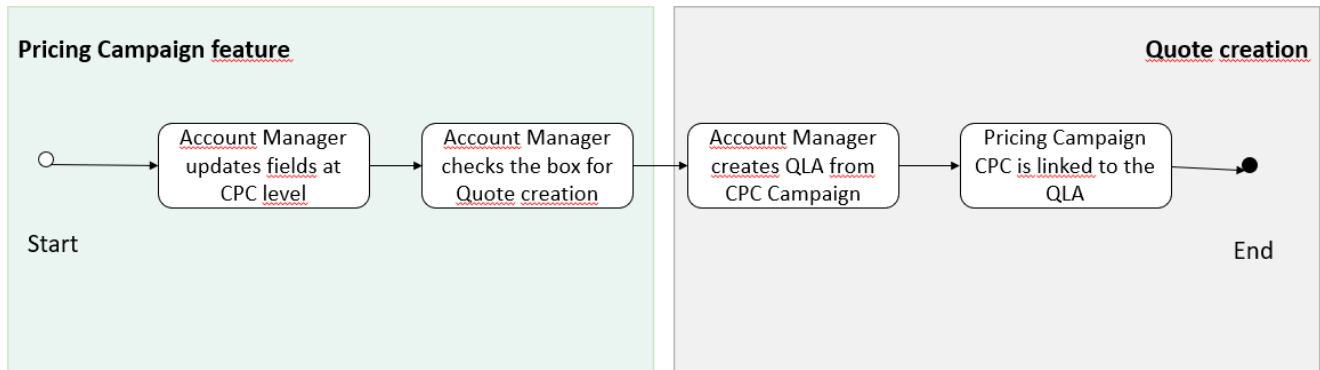 Pricing Campaign feature
Quote creation
Account Manager
updates fields at
CPC level
Account Manager
checks the box for
Quote creation
Account Manager
creates QLA from
CPC Campaign
Pricing Campaign
CPC is linked to the
QLA
Start
End